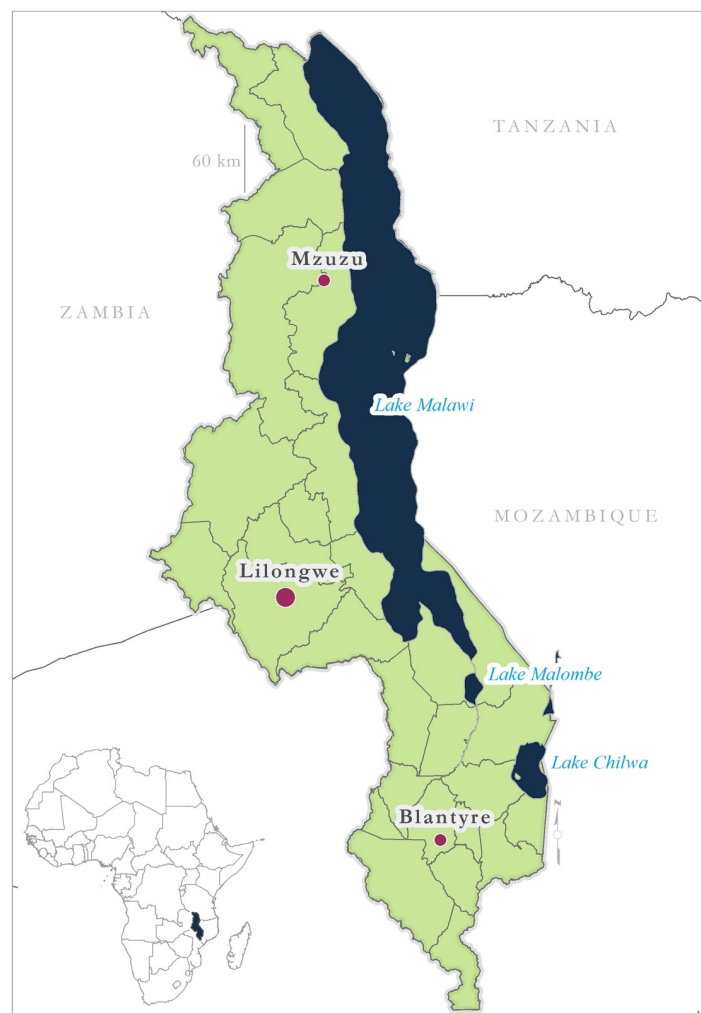 TANZANIA
60 km
Mzuzu
ZAMBIA
Lake Malawi
MOZAMBIQUE
Lilongwe
Lake Malombe
Lake Chilwa
Blantyre